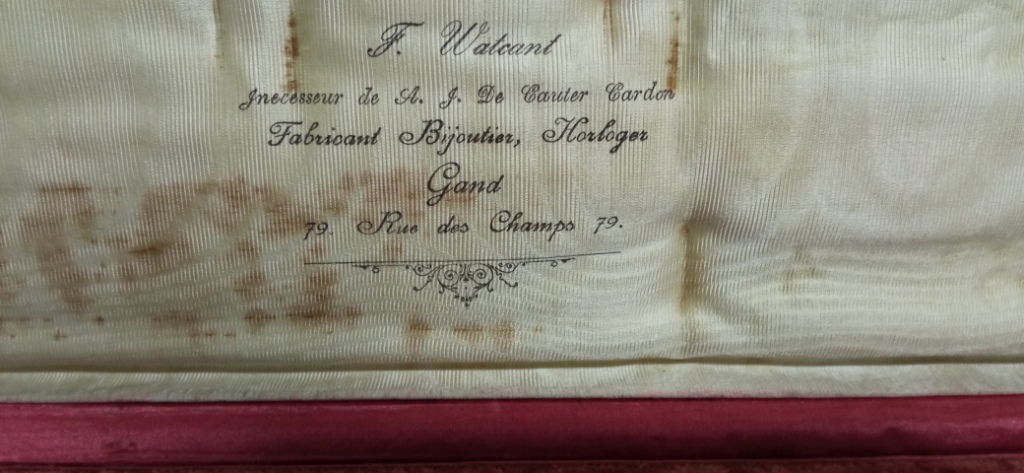 F. Watcant
Successeur de A. J. De Cauter Cardon
Fabricant Bijoutier, Horloger
Gand
79. Rue des Champs 79.